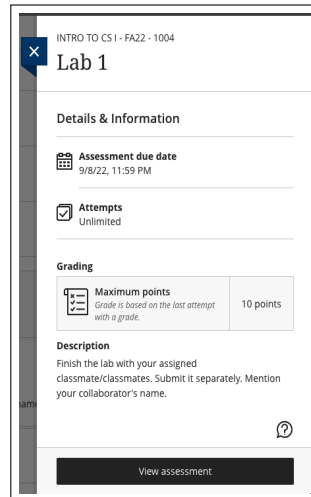 INTRO TO CS I - FA22 - 1004
Lab 1
Details & Information
Assessment due date
9/8/22, 11:59 PM
Attempts
Unlimited
Grading
Maximum points
Grade is based on the last attempt
with a grade.
10 points
Description
Finish the lab with your assigned
classmate/classmates. Submit it separately. Mention
your collaborator's name.
View assessment